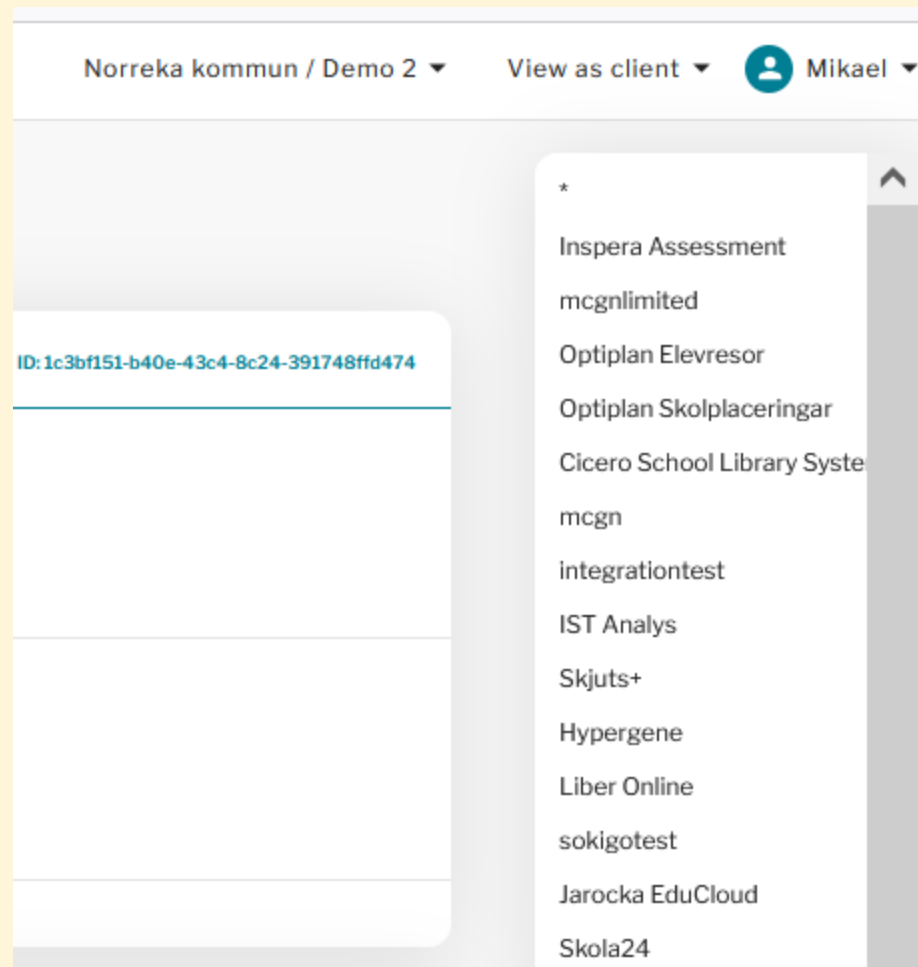 Norreka kommun / Demo 2
View as client
Mikael
ID: 1c3bf151-b40e-43c4-8c24-391748ffd474
*
Inspera Assessment
mcgnlimited
Optiplan Elevresor
Optiplan Skolplaceringar
Cicero School Library Syste
mcgn
integrationtest
IST Analys
Skjuts+
Hypergene
Liber Online
sokigotest
Jarocka EduCloud
Skola24